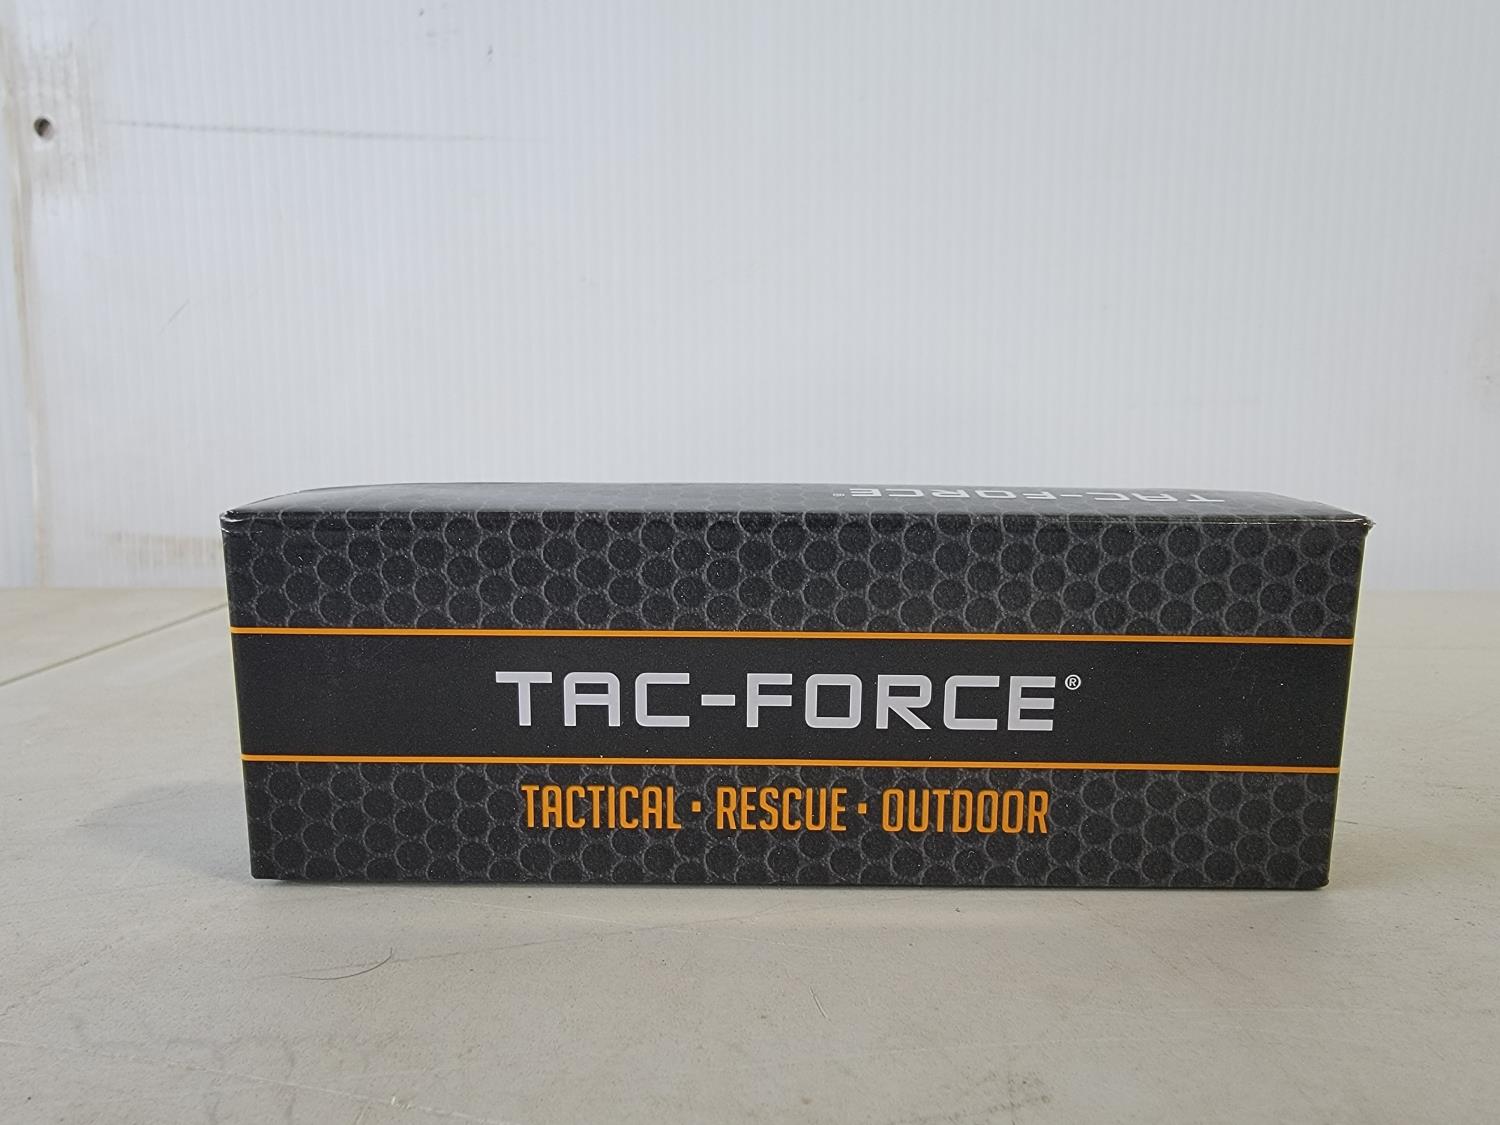 TAC-FORCE®
TAC-FORCE®
TACTICAL · RESCUE · OUTDOOR